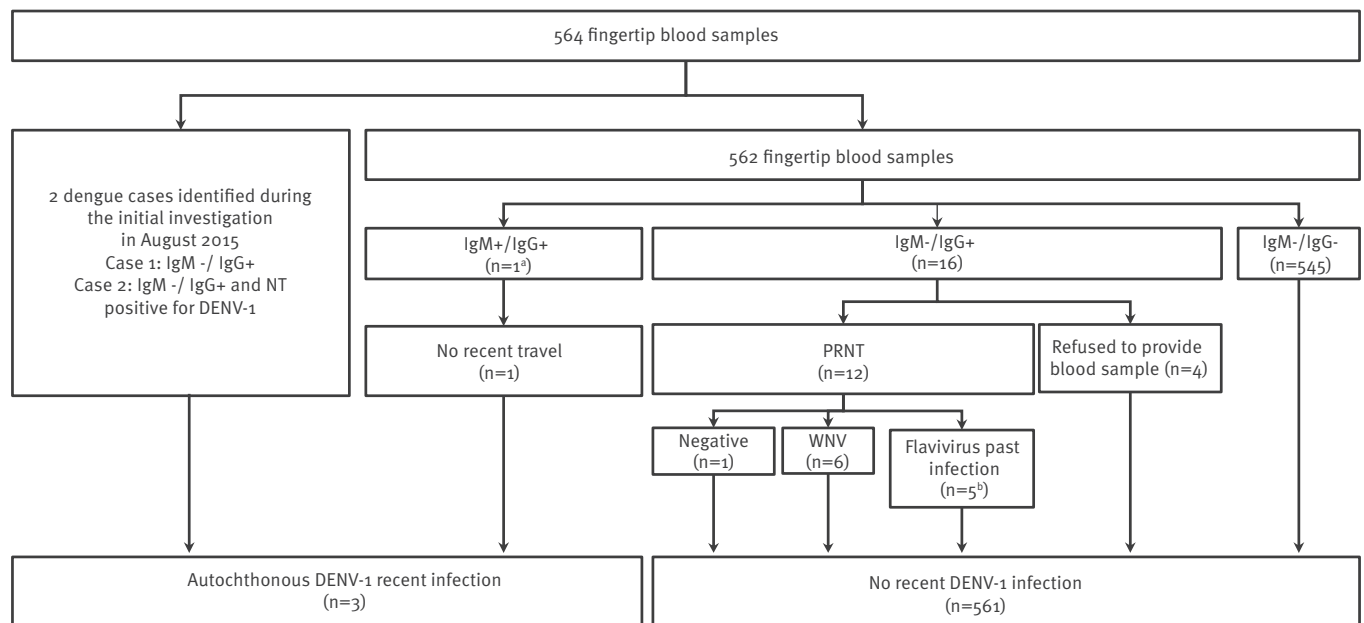 564 fingertip blood samples
2 dengue cases identified during
the initial investigation
in August 2015
Case 1: IgM -/ IgG+
Case 2: IgM -/ IgG+ and NT
positive for DENV-1
562 fingertip blood samples
IgM+/IgG+
(n=1ª)
IgM-/IgG+
(n=16)
IgM-/IgG-
(n=545)
No recent travel
(n=1)
PRNT
(n=12)
Refused to provide
blood sample (n=4)
Negative
(n=1)
WNV
(n=6)
Flavivirus past
infection
(n=5ᵇ)
Autochthonous DENV-1 recent infection
(n=3)
No recent DENV-1 infection
(n=561)